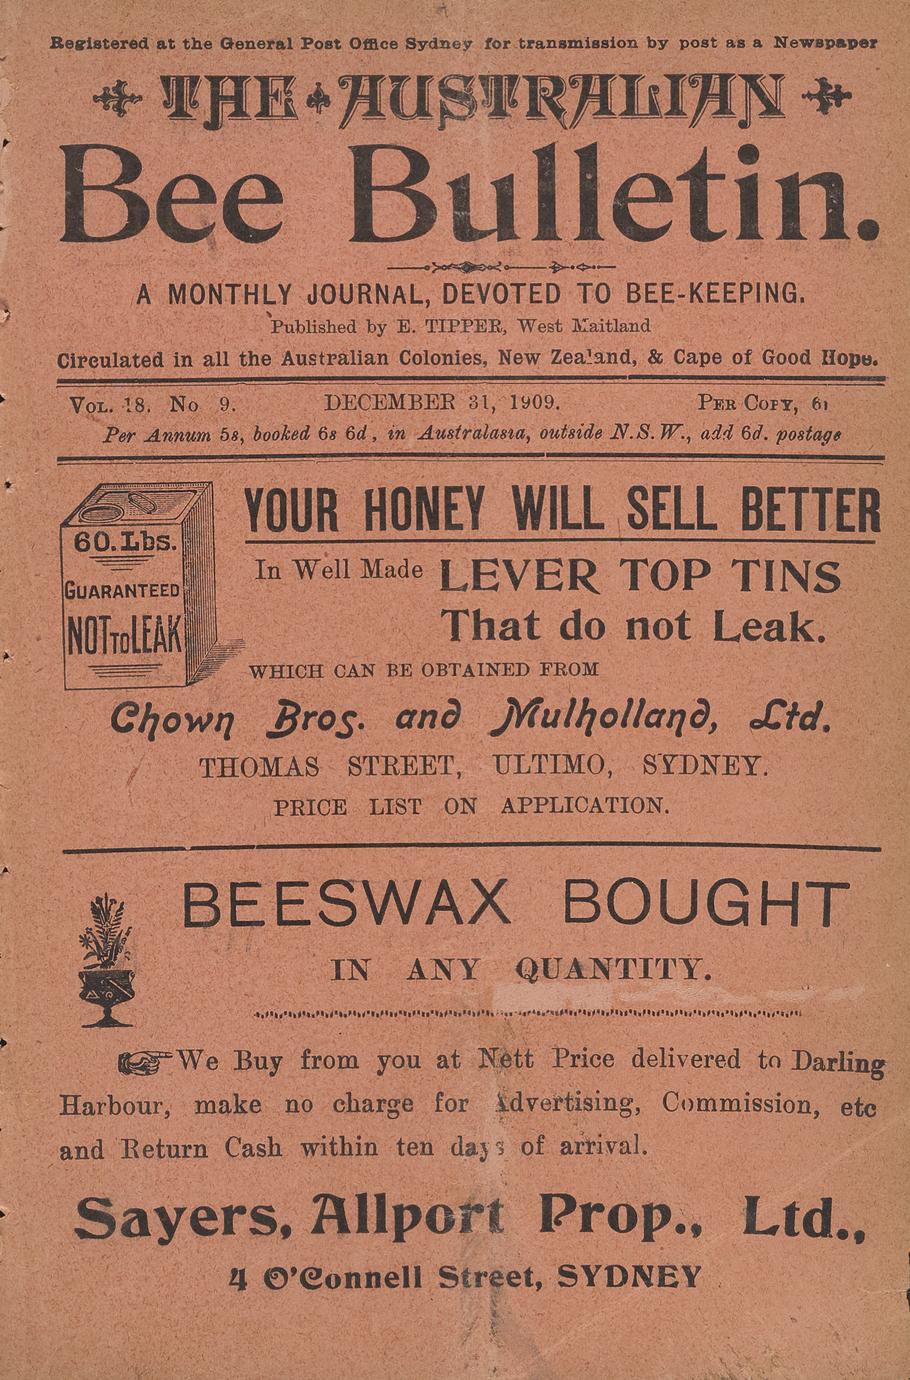 Registered at the General Post Office Sydney for transmission by post as a Newspaper
THE AUSTRALIAN
Bee Bulletin.
A MONTHLY JOURNAL, DEVOTED TO BEE-KEEPING.
Published by E. TIPPER, West Maitland
Circulated in all the Australian Colonies, New Zealand, & Cape of Good Hope.
VOL. 18. No 9. DECEMBER 31, 1909. PER COPY,
Per Annum 5s, booked 6s 6d, in Australasia, outside N.S.W., add 6d. postage
60. Lbs.
GUARANTEED
NOT TO LEAK
YOUR HONEY WILL SELL BETTER
In Well Made LEVER TOP TINS
That do not Leak.
WHICH CAN BE OBTAINED FROM
Chown Bros. and Mulholland, Ltd.
THOMAS STREET, ULTIMO, SYDNEY.
PRICE LIST ON APPLICATION.
BEESWAX BOUGHT
IN ANY QUANTITY.
We Buy from you at Nett Price delivered to Darling
Harbour, make no charge for Advertising, Commission, etc
and Return Cash within ten days of arrival.
Sayers, Allport Prop., Ltd.,
4 O'Connell Street, SYDNEY